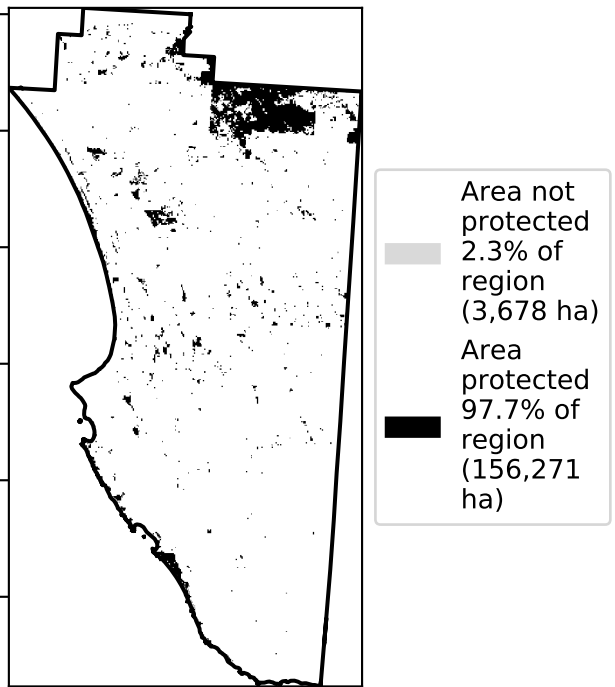 Area not
protected
2.3% of
region
(3,678 ha)
Area
protected
97.7% of
region
(156,271
ha)